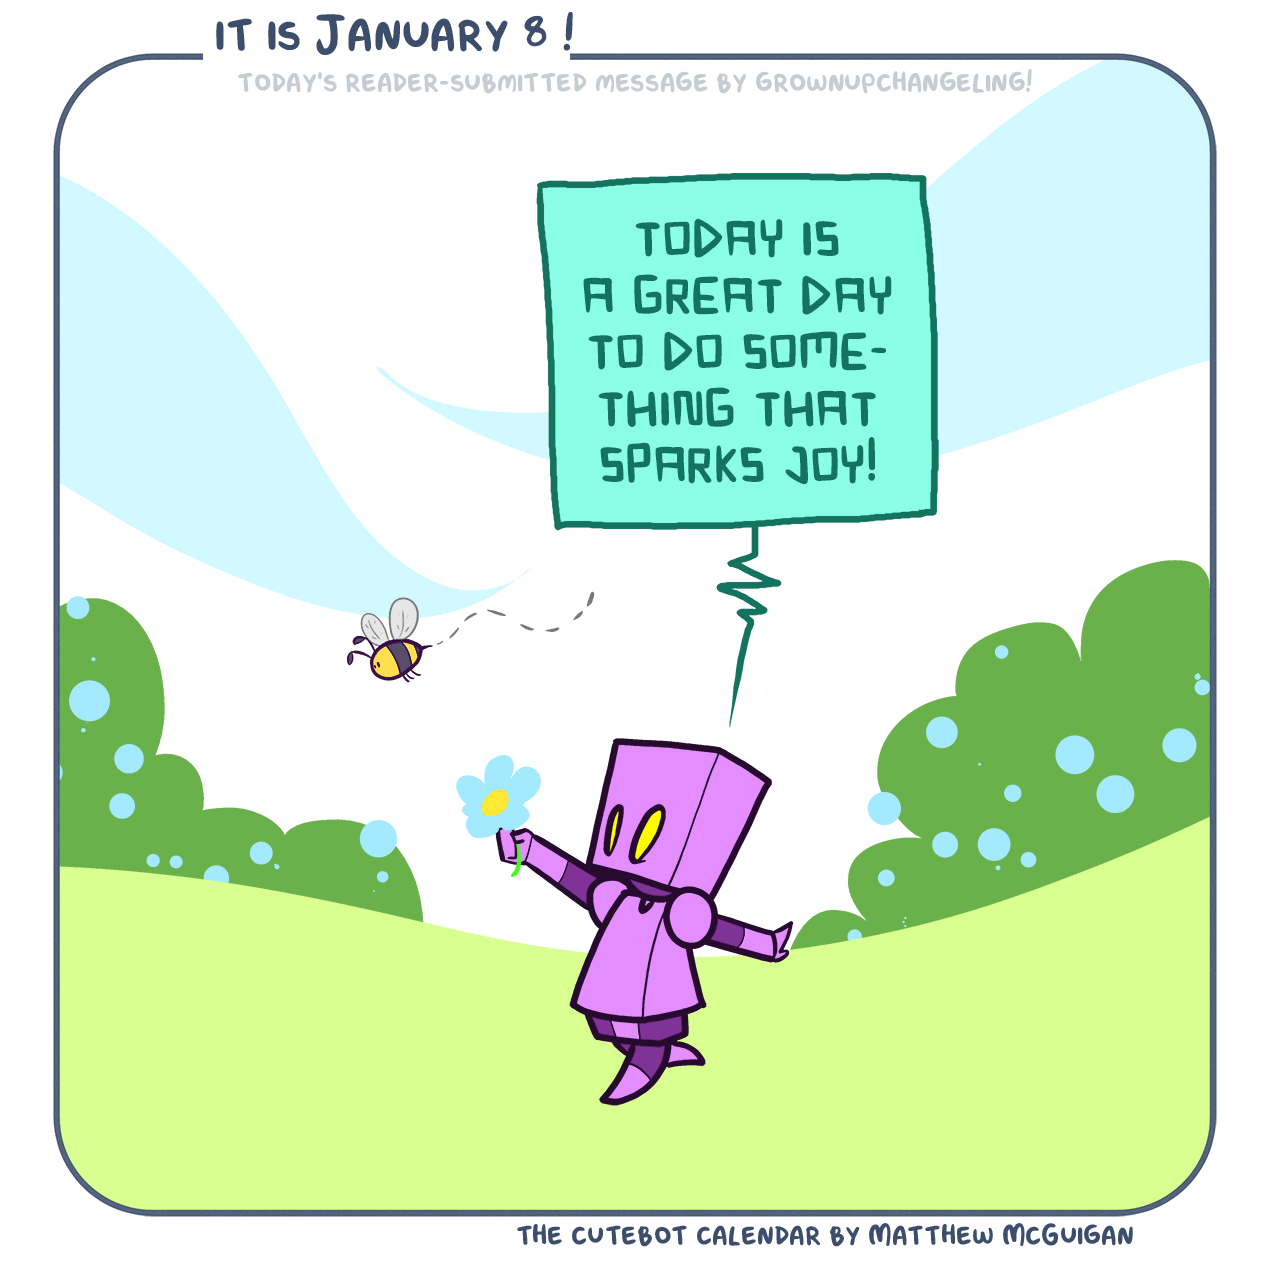 IT IS JANUARY 8 !
TODAY'S READER-SUBMITTED MESSAGE BY GROWNUPCHANGELING!
TODAY IS
A GREAT DAY
TO DO SOME-
THING THAT
SPARKS JOY!
THE CUTEBOT CALENDAR BY MATTHEW MCGUIGAN